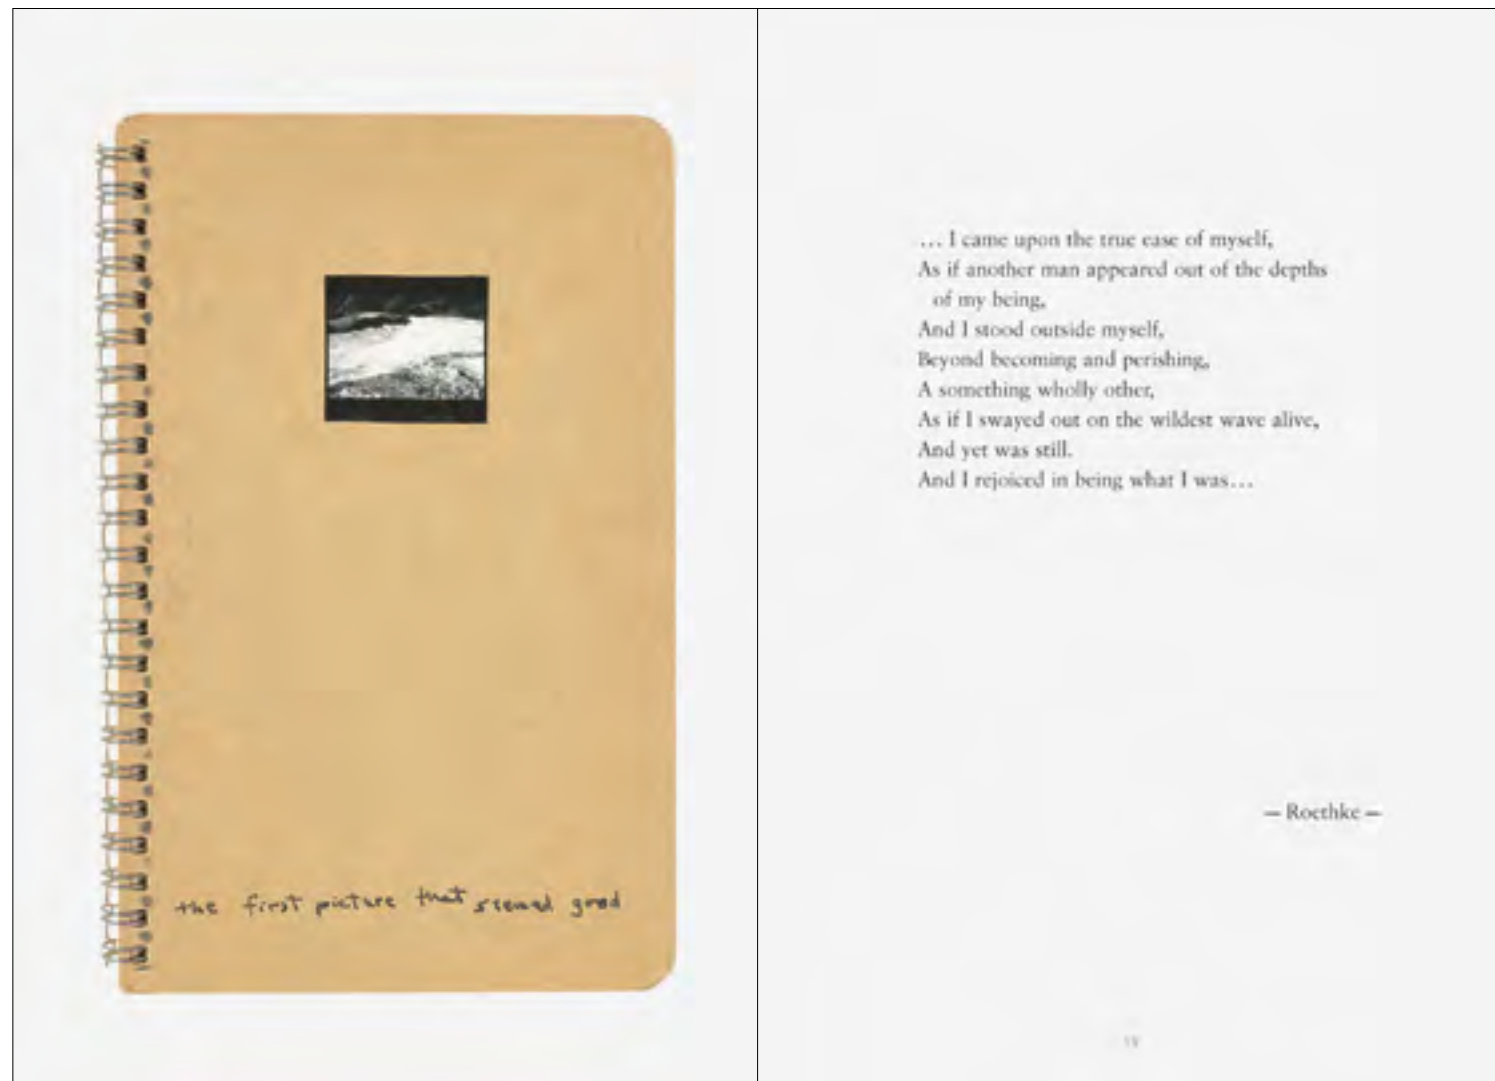 the first picture that seemed good
... I came upon the true ease of myself,
As if another man appeared out of the depths
of my being,
And I stood outside myself,
Beyond becoming and perishing,
A something wholly other,
As if I swayed out on the wildest wave alive,
And yet was still.
And I rejoiced in being what I was...
— Roethke —